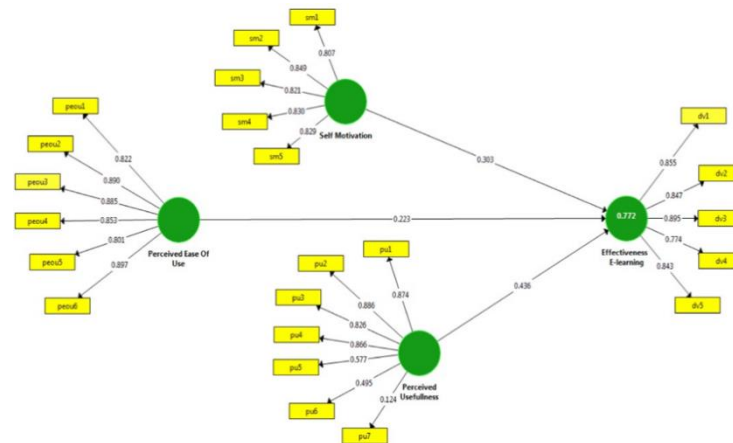 sm1
sm2
0.807
0.849
sm3
0.821
0.830
sm4
0.829
sm5
Self Motivation
peou1
peou2
0.822
0.890
peou3
0.885
peou4
0.853
0.801
peou5
0.897
peou6
Perceived Ease Of
Use
0.303
0.223
0.436
dv1
0.855
dv2
0.847
0.772
0.895
dv3
0.774
dv4
0.843
dv5
Effectiveness
E-learning
pu1
pu2
0.886
0.874
pu3
0.826
pu4
0.866
pu5
0.577
0.495
pu6
0.124
pu7
Perceived
Usefullness